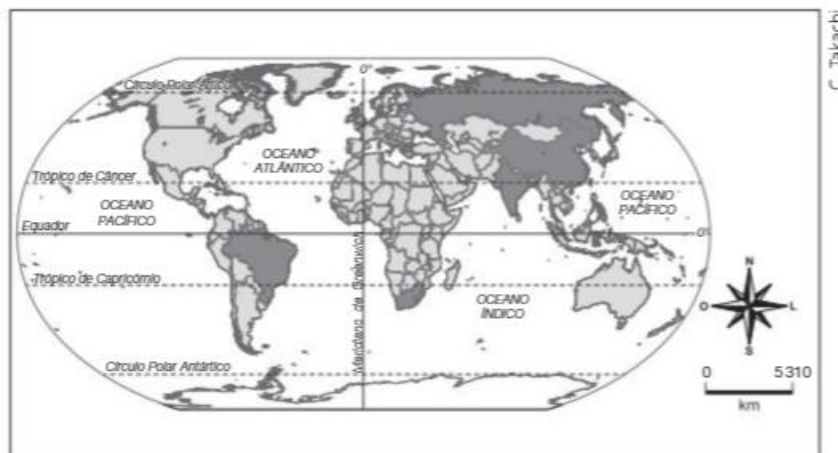 C. Takachi
Círculo Polar Ártico
0°
OCEANO
ATLÂNTICO
Trópico de Câncer
OCEANO
PACÍFICO
OCEANO
PACÍFICO
Equador
0°
Trópico de Capricórnio
Meridiano de Greenwich
OCEANO
ÍNDICO
Círculo Polar Antártico
N
O
L
S
0
5310
km